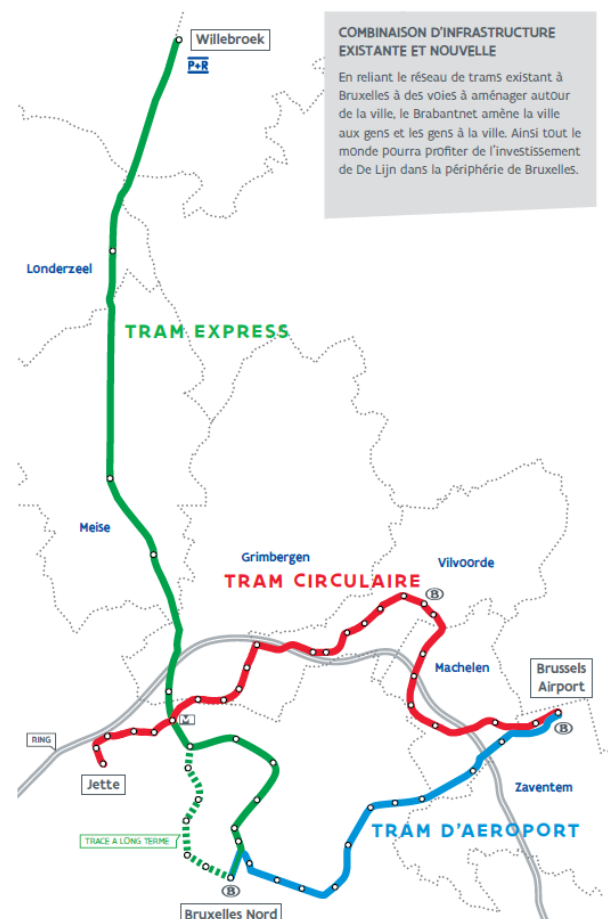 COMBINAISON D'INFRASTRUCTURE
EXISTANTE ET NOUVELLE
En reliant le réseau de trams existant à
Bruxelles à des voies à aménager autour
de la ville, le Brabantnet amène la ville
aux gens et les gens à la ville. Ainsi tout le
monde pourra profiter de l'investissement
de De Lijn dans la périphérie de Bruxelles.
Willebroek
P+R
Londerzeel
TRAM EXPRESS
Meise
Grimbergen
TRAM CIRCULAIRE
Vilvoorde
B
Machelen
Brussels
Airport
B
M
RING
Jette
Zaventem
TRAM D'AEROPORT
TRACE A LONG TERME
B
Bruxelles Nord